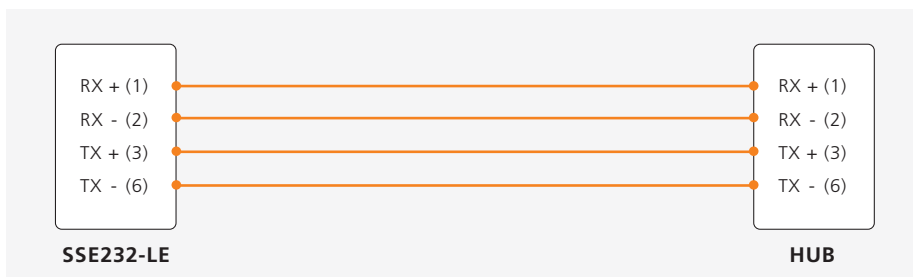 RX + (1) RX + (1)
RX - (2) RX - (2)
TX + (3) TX + (3)
TX - (6) TX - (6)
SSE232-LE HUB